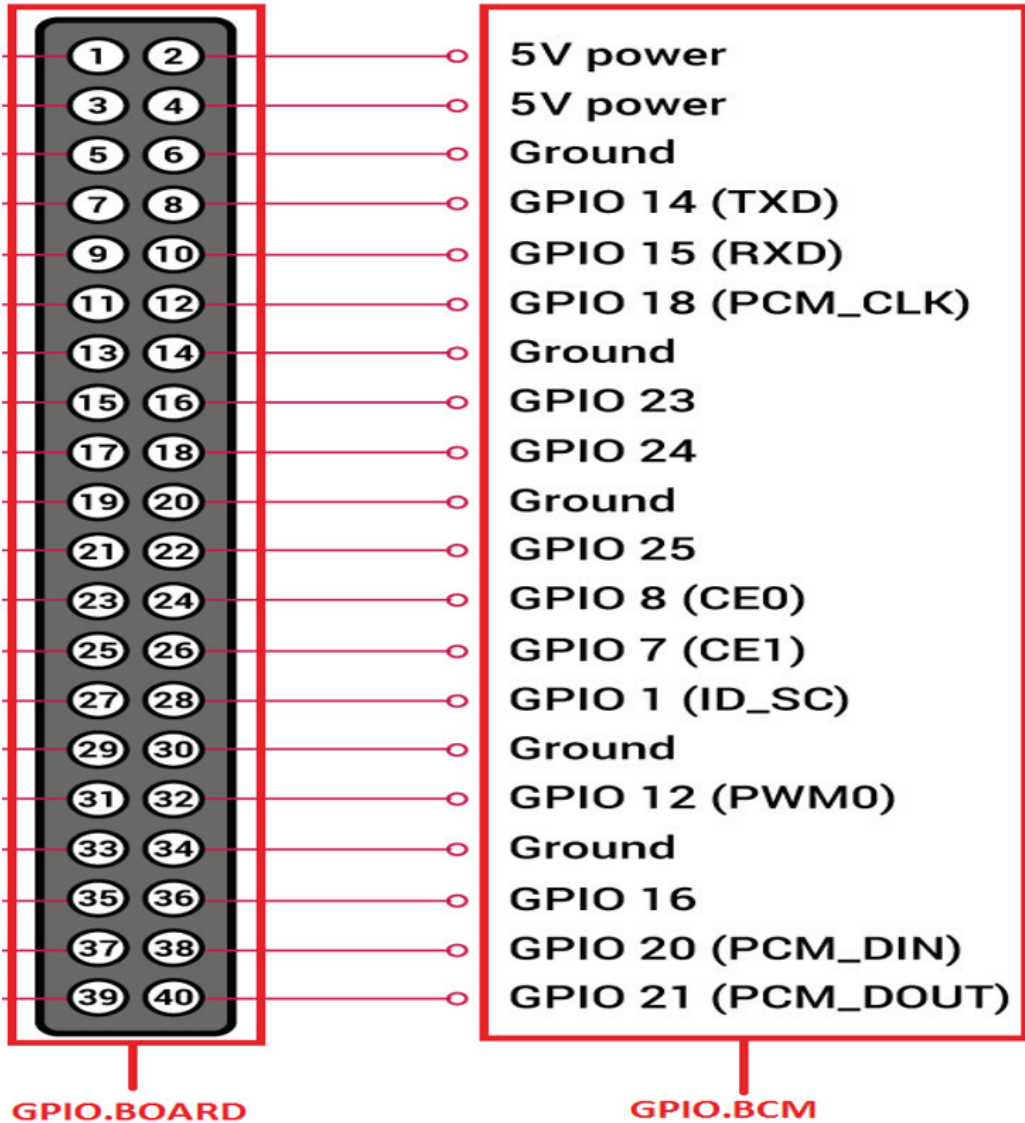 1 2 5V power
3 4 5V power
5 6 Ground
7 8 GPIO 14 (TXD)
9 10 GPIO 15 (RXD)
11 12 GPIO 18 (PCM_CLK)
13 14 Ground
15 16 GPIO 23
17 18 GPIO 24
19 20 Ground
21 22 GPIO 25
23 24 GPIO 8 (CE0)
25 26 GPIO 7 (CE1)
27 28 GPIO 1 (ID_SC)
29 30 Ground
31 32 GPIO 12 (PWM0)
33 34 Ground
35 36 GPIO 16
37 38 GPIO 20 (PCM_DIN)
39 40 GPIO 21 (PCM_DOUT)
GPIO.BOARD GPIO.BCM